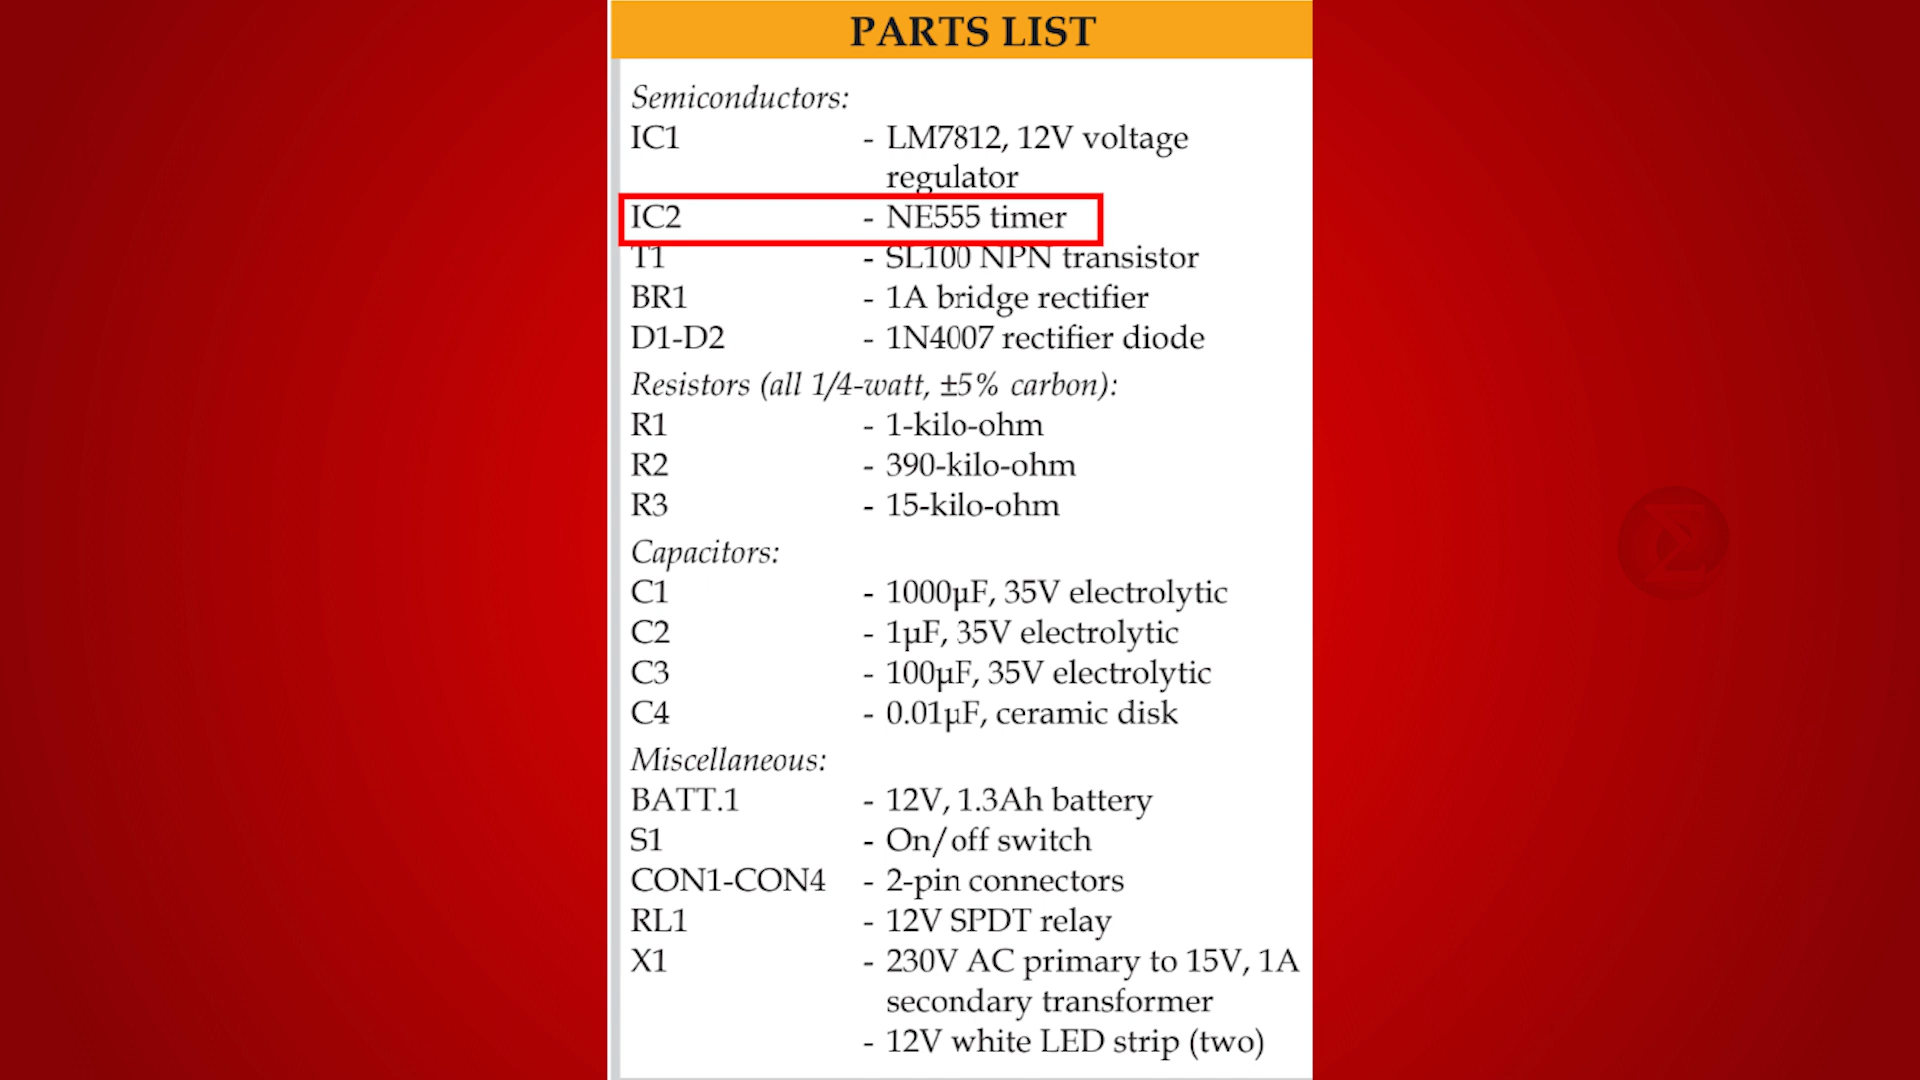 PARTS LIST
Semiconductors:
IC1 - LM7812, 12V voltage
regulator
IC2 - NE555 timer
T1 - SL100 NPN transistor
BR1 - 1A bridge rectifier
D1-D2 - 1N4007 rectifier diode
Resistors (all 1/4-watt, ±5% carbon):
R1 - 1-kilo-ohm
R2 - 390-kilo-ohm
R3 - 15-kilo-ohm
Capacitors:
C1 - 1000µF, 35V electrolytic
C2 - 1µF, 35V electrolytic
C3 - 100µF, 35V electrolytic
C4 - 0.01µF, ceramic disk
Miscellaneous:
BATT.1 - 12V, 1.3Ah battery
S1 - On/off switch
CON1-CON4 - 2-pin connectors
RL1 - 12V SPDT relay
X1 - 230V AC primary to 15V, 1A
secondary transformer
- 12V white LED strip (two)